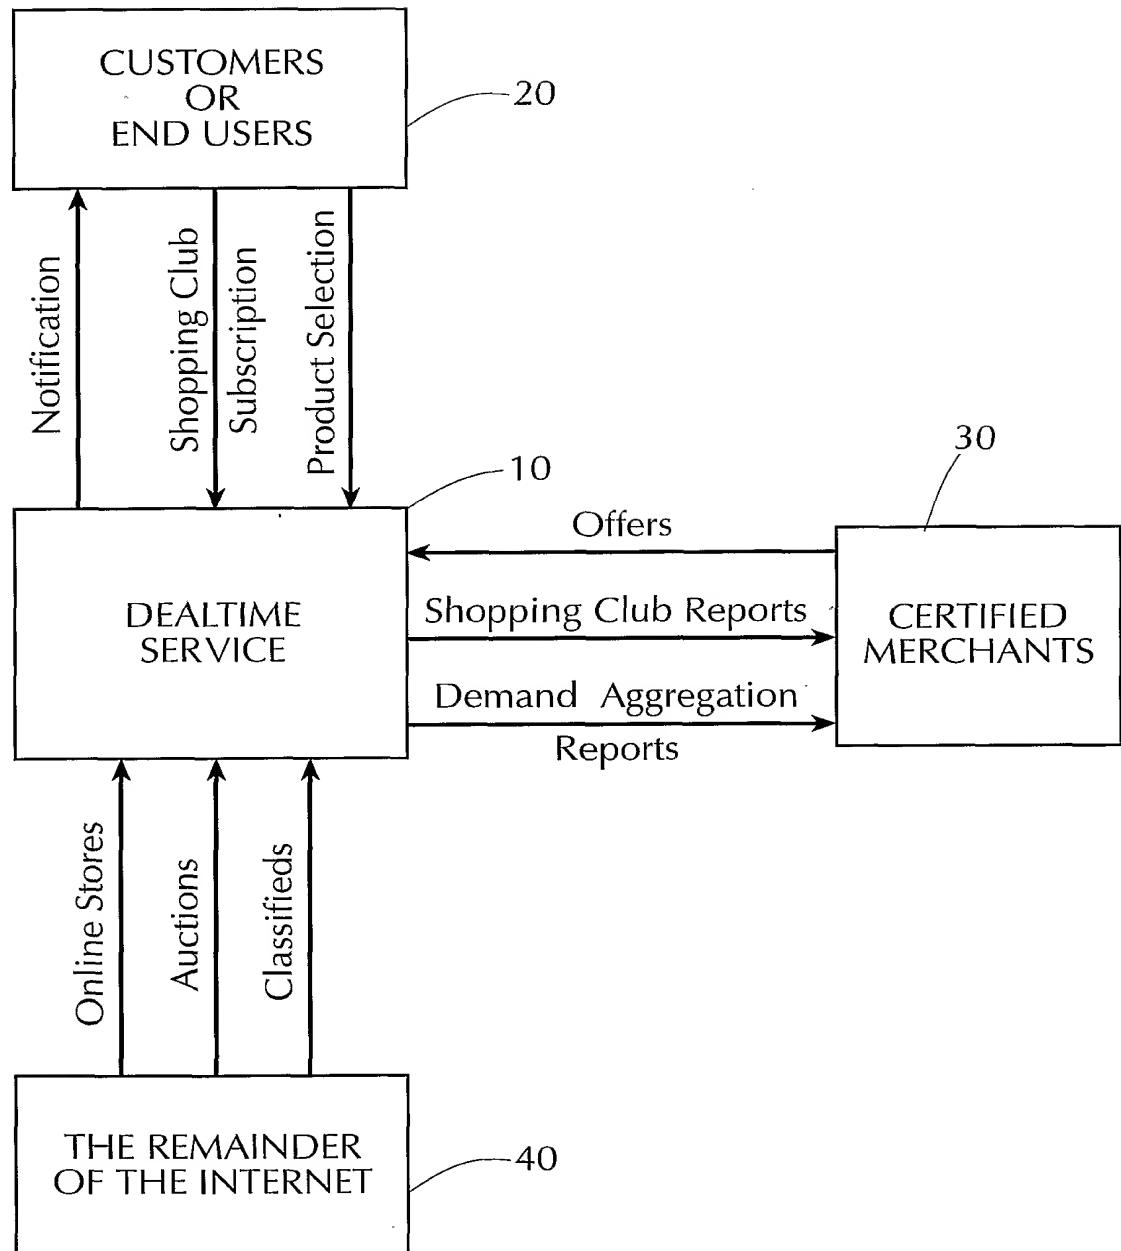 CUSTOMERS
OR
END USERS
20
Notification
Shopping Club
Subscription
Product Selection
10
30
Offers
DEALTIME
SERVICE
Shopping Club Reports
CERTIFIED
MERCHANTS
Demand Aggregation
Reports
Online Stores
Auctions
Classifieds
THE REMAINDER
OF THE INTERNET
40